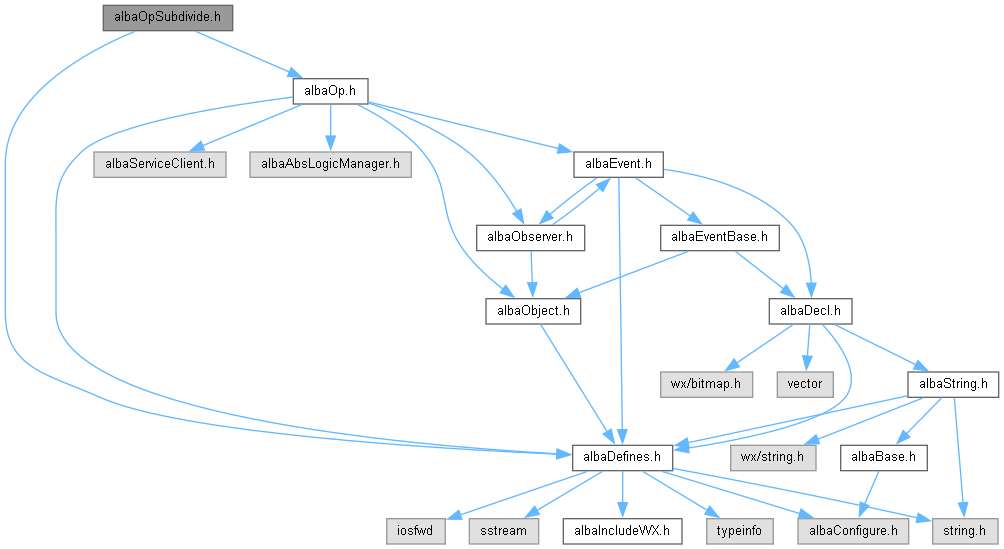 albaOpSubdivide.h
albaOp.h
albaServiceClient.h
albaAbsLogicManager.h
albaEvent.h
albaObserver.h
albaEventBase.h
albaObject.h
albaDecl.h
wx/bitmap.h
vector
albaString.h
albaDefines.h
wx/string.h
albaBase.h
iosfwd
sstream
albaIncludeWX.h
typeinfo
albaConfigure.h
string.h